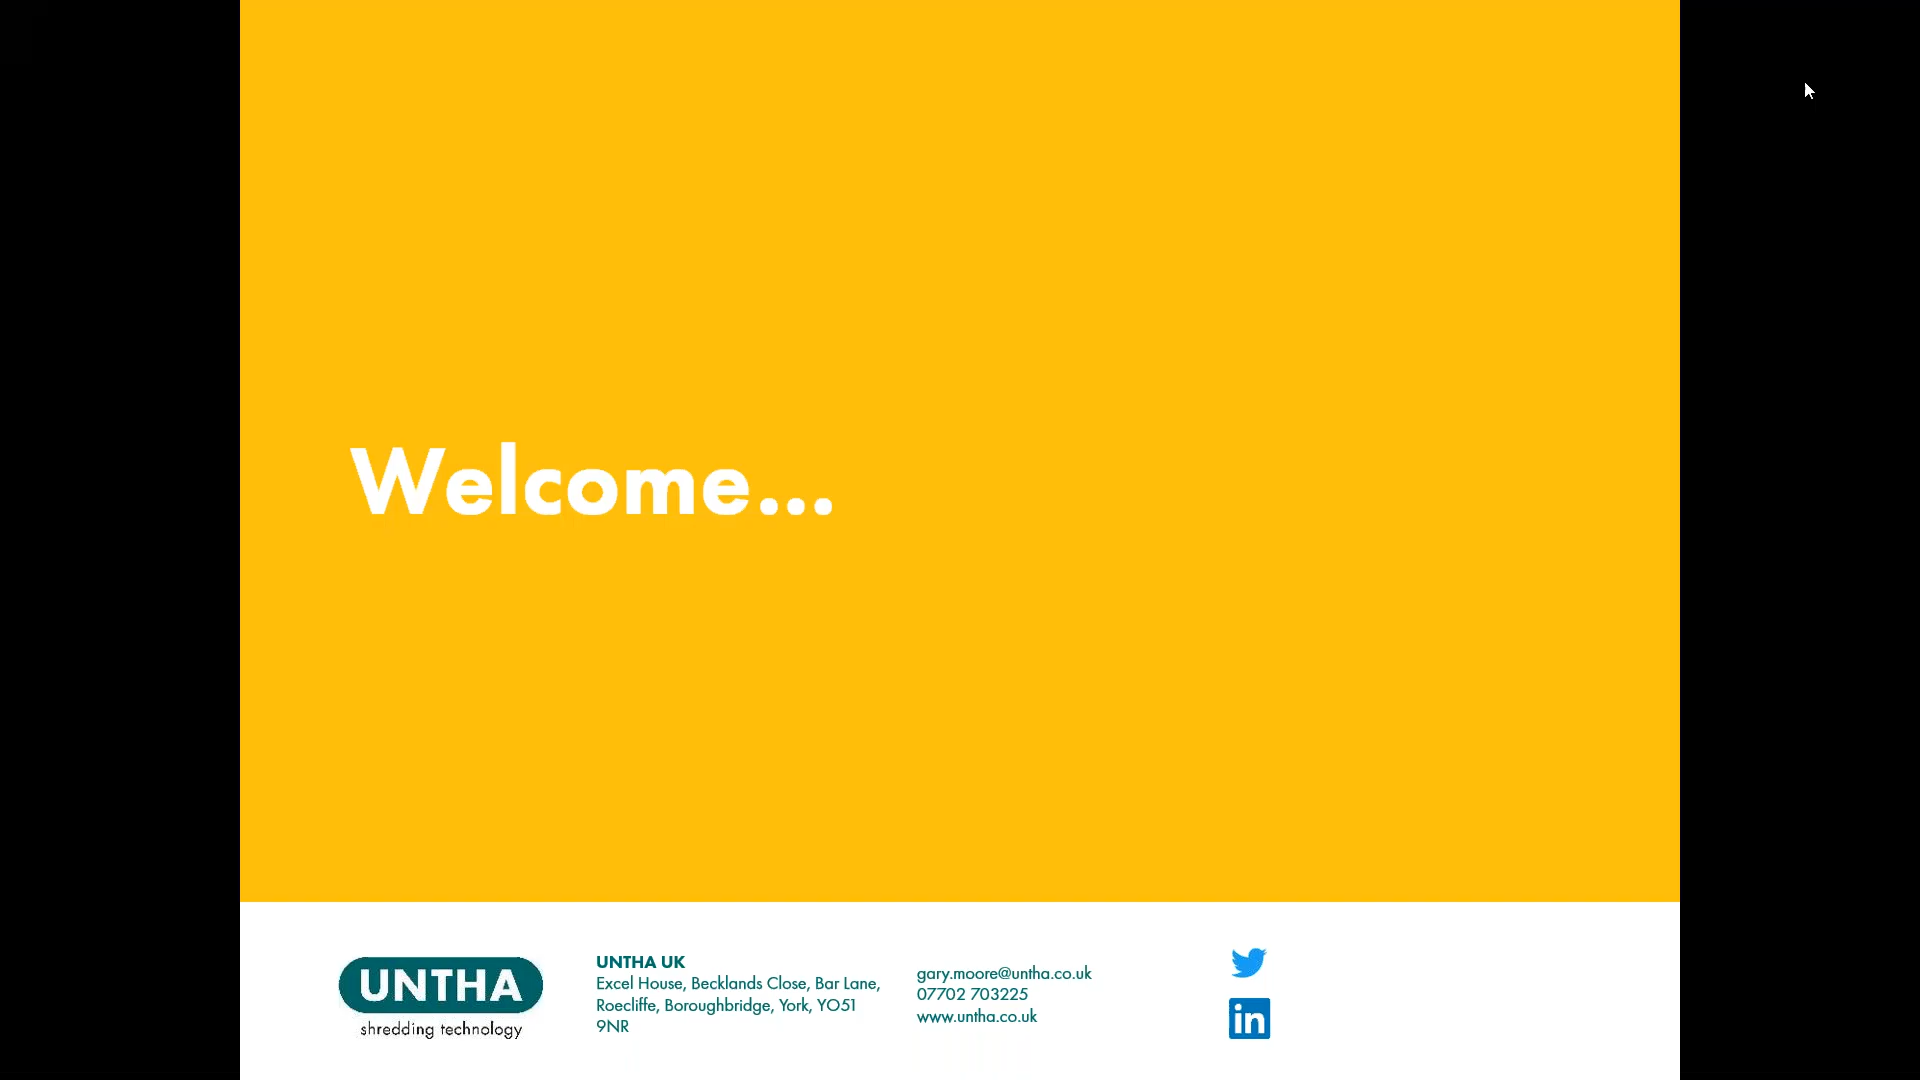 Welcome...
UNTHA
shredding technology
UNTHA UK
Excel House, Becklands Close, Bar Lane,
Roecliffe, Boroughbridge, York, YO51
9NR
gary.moore@untha.co.uk
07702 703225
www.untha.co.uk
in